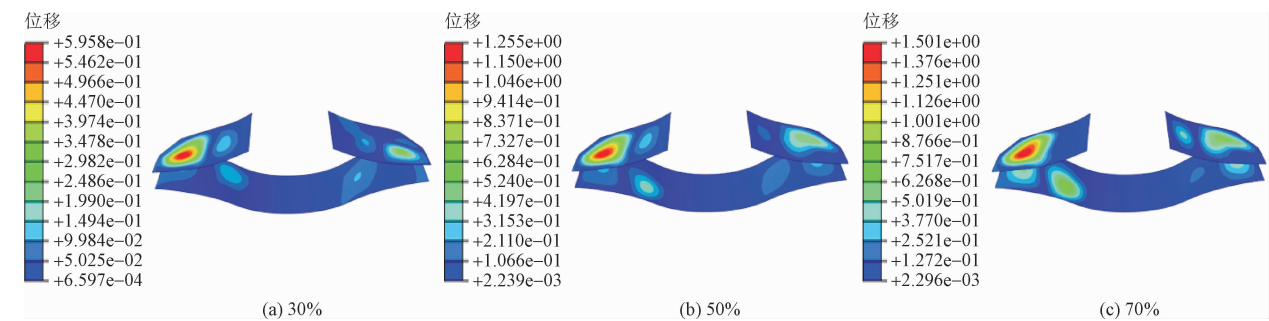 位移
+5.958e−01
+5.462e−01
+4.966e−01
+4.470e−01
+3.974e−01
+3.478e−01
+2.982e−01
+2.486e−01
+1.990e−01
+1.494e−01
+9.984e−02
+5.025e−02
+6.597e−04
(a) 30%
位移
+1.255e+00
+1.150e+00
+1.046e+00
+9.414e−01
+8.371e−01
+7.327e−01
+6.284e−01
+5.240e−01
+4.197e−01
+3.153e−01
+2.110e−01
+1.066e−01
+2.239e−03
(b) 50%
位移
+1.501e+00
+1.376e+00
+1.251e+00
+1.126e+00
+1.001e+00
+8.766e−01
+7.517e−01
+6.268e−01
+5.019e−01
+3.770e−01
+2.521e−01
+1.272e−01
+2.296e−03
(c) 70%